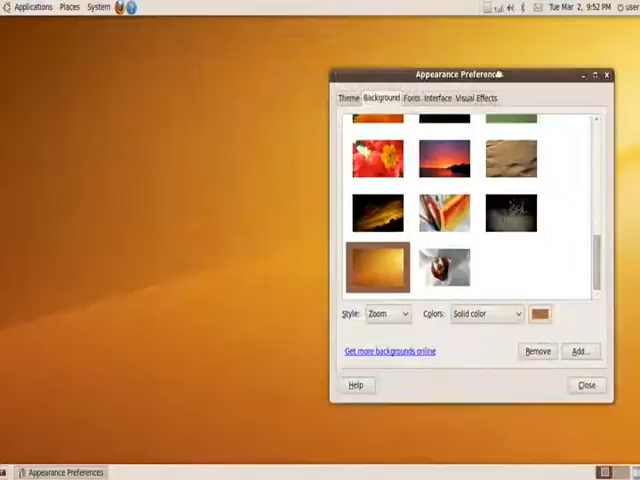 Applications Places System Tue Mar 2, 9:52 PM user
Appearance Preferences
Theme Background Fonts Interface Visual Effects
Style: Zoom Colors: Solid color
Get more backgrounds online Remove Add...
Help Close
Appearance Preferences